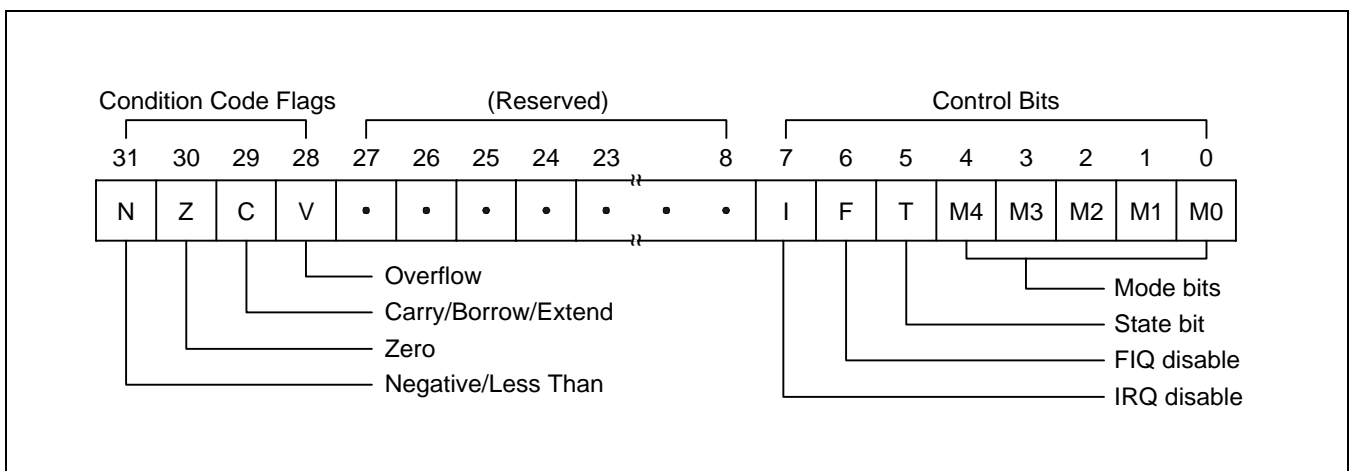 Condition Code Flags (Reserved) Control Bits
31 30 29 28 27 26 25 24 23 8 7 6 5 4 3 2 1 0
N Z C V • • • • • • • I F T M4 M3 M2 M1 M0
Overflow
Carry/Borrow/Extend
Zero
Negative/Less Than
Mode bits
State bit
FIQ disable
IRQ disable